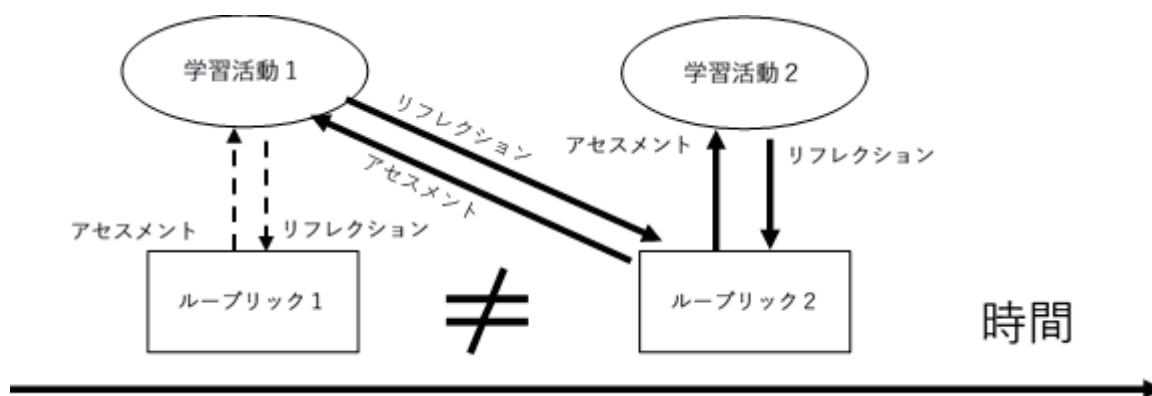 学習活動1
学習活動2
リフレクション
アセスメント
アセスメント
リフレクション
アセスメント
リフレクション
ルーブリック1
≠
ルーブリック2
時間